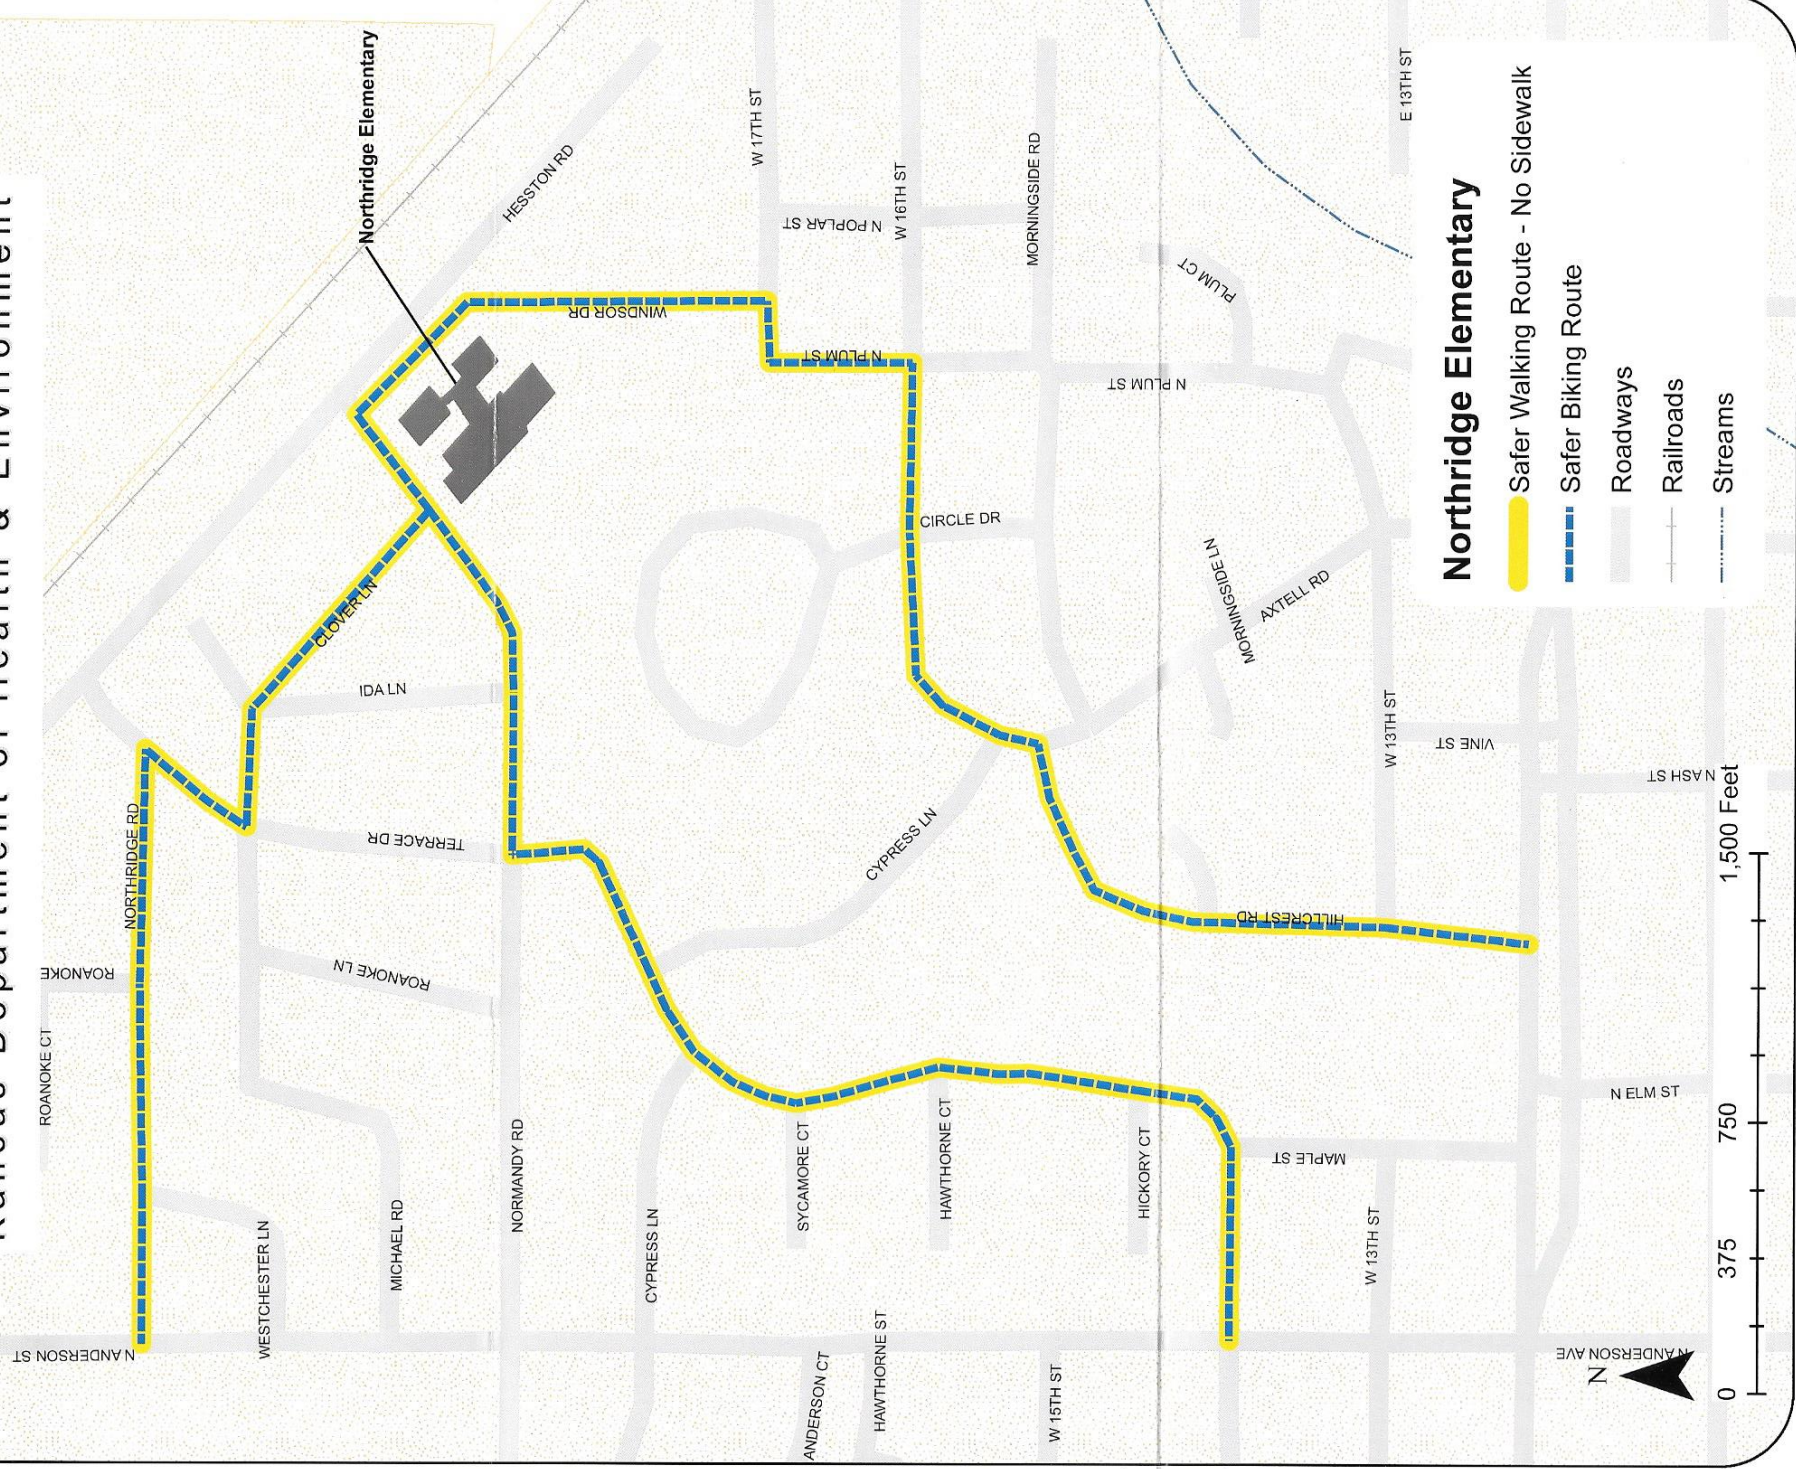 Kansas Department of Health & Environment
Northridge Elementary
HESSTON RD
W 17TH ST
N POPLAR ST
W 16TH ST
MORNINGSIDE RD
PLUM CT
E 13TH ST
WINDSOR DR
N PLUM ST
N PLUM ST
CIRCLE DR
MORNINGSIDE LN
AXTELL RD
CLOVER LN
IDA LN
NORTHRIDGE RD
TERRACE DR
CYPRESS LN
W 13TH ST
VINE ST
N ASH ST
HILLCREST RD
ROANOKE
ROANOKE LN
ROANOKE CT
NORMANDY RD
MICHAEL RD
WESTCHESTER LN
CYPRESS LN
SYCAMORE CT
HAWTHORNE CT
HICKORY CT
MAPLE ST
N ELM ST
W 13TH ST
N ANDERSON ST
ANDERSON CT
HAWTHORNE ST
W 15TH ST
N ANDERSON AVE
N
0 375 750 1,500 Feet
Northridge Elementary
Safer Walking Route - No Sidewalk
Safer Biking Route
Roadways
Railroads
Streams